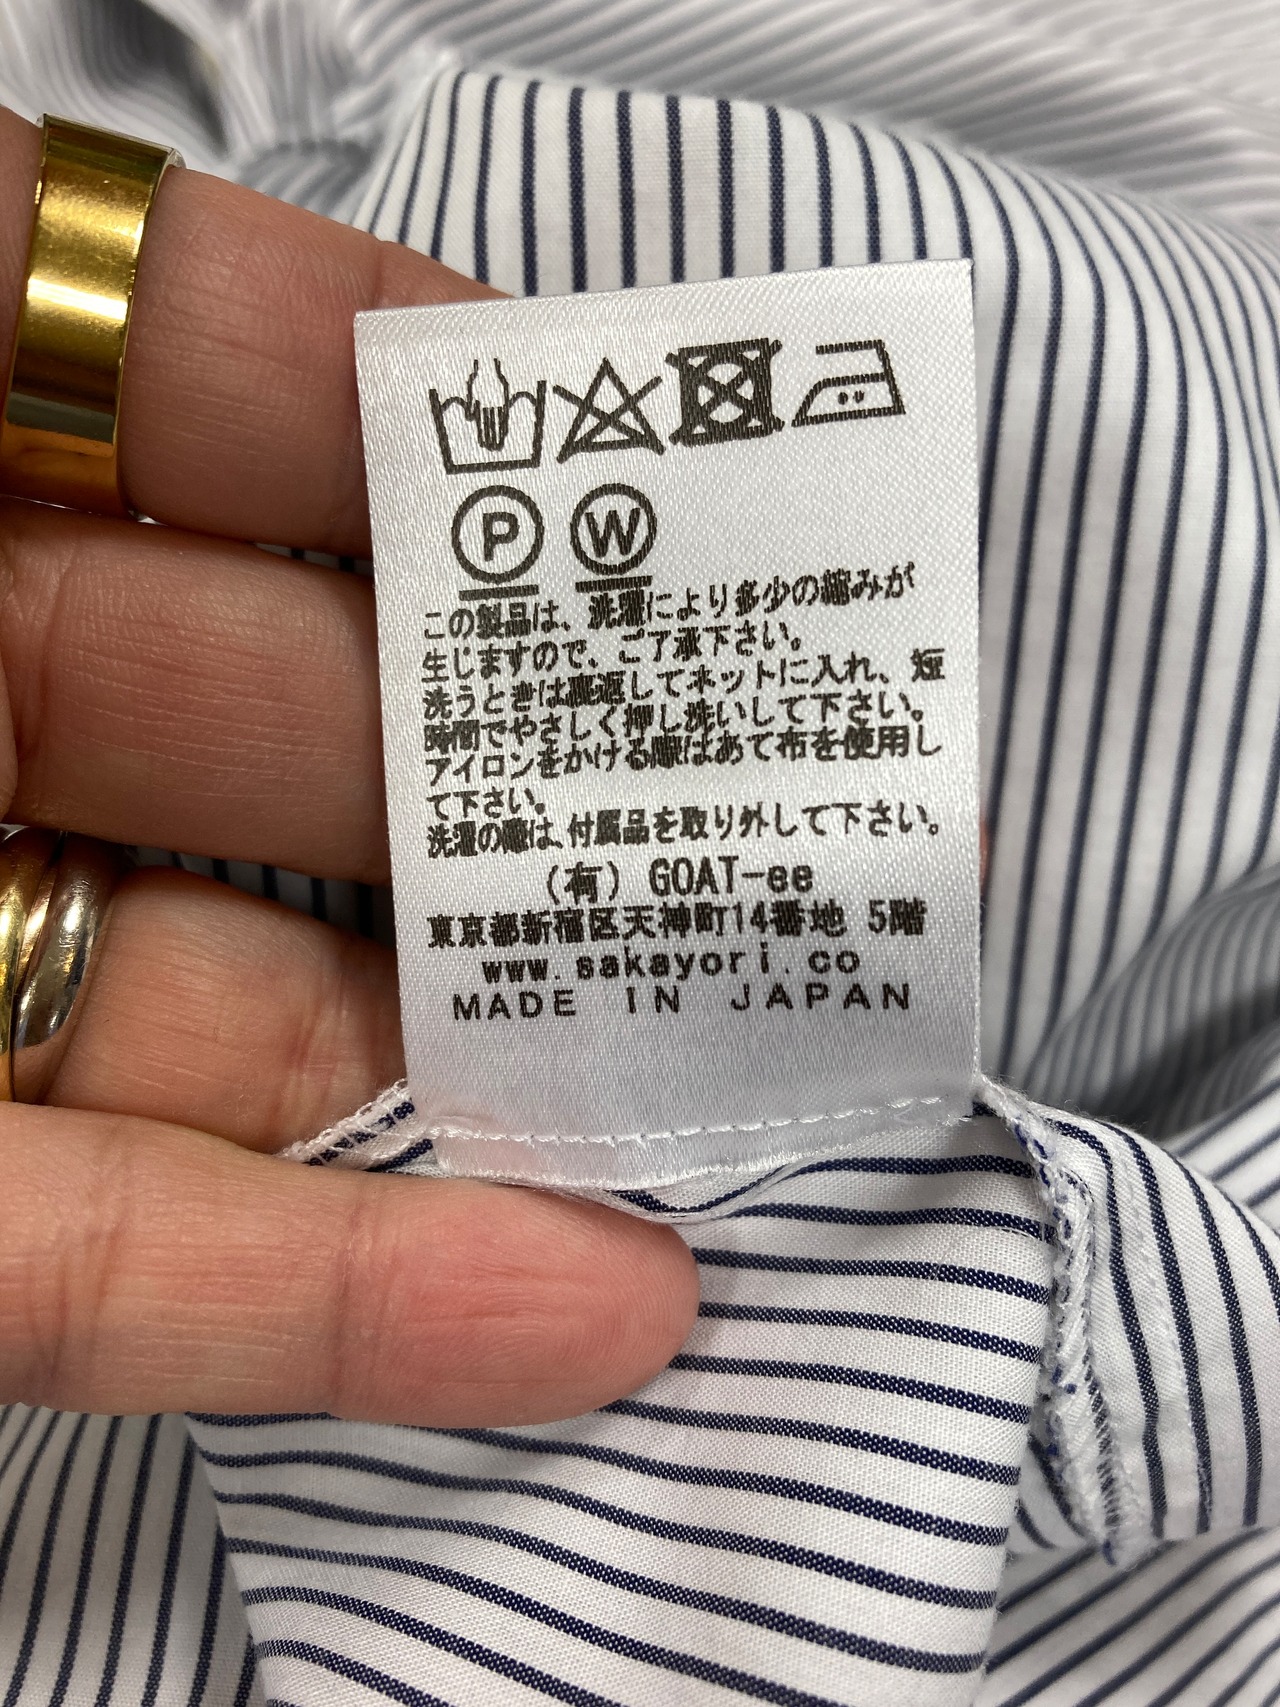 P W
この製品は、洗濯により多少の縮みが
生じますので、ご了承下さい。
洗うときは裏返してネットに入れ、短
時間でやさしく押し洗いして下さい。
アイロンをかける際はあて布を使用し
て下さい。
洗濯の際は、付属品を取り外して下さい。
(有) GOAT-ee
東京都新宿区天神町14番地 5階
www.sakayori.co
MADE IN JAPAN